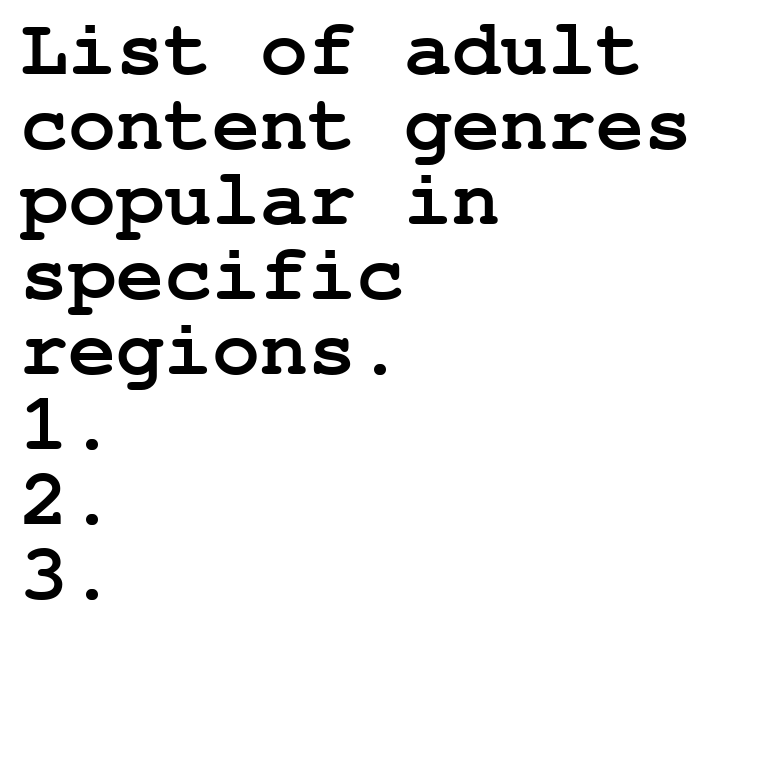 List of adult
content genres
popular in
specific
regions.
1.
2.
3.